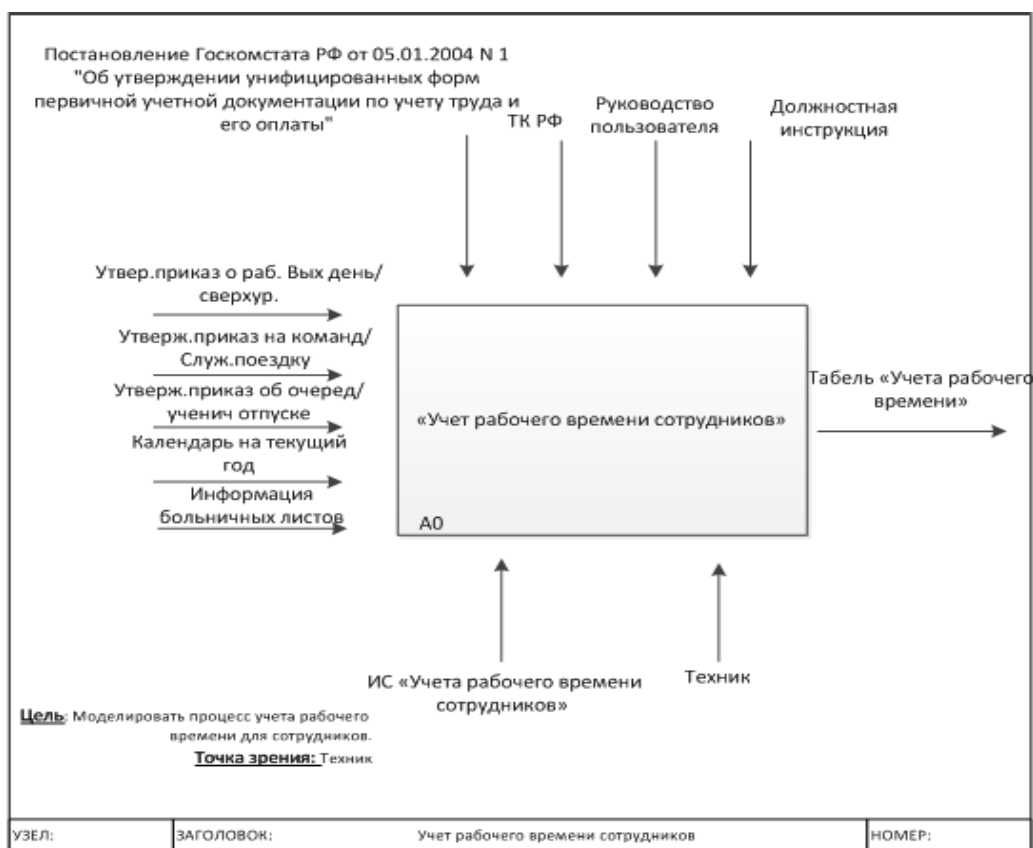 Постановление Госкомстата РФ от 05.01.2004 N 1
"Об утверждении унифицированных форм
первичной учетной документации по учету труда и
его оплаты"
ТК РФ
Руководство
пользователя
Должностная
инструкция
Утвер.приказ о раб. Вых день/
сверхур.
Утверж.приказ на команд/
Служ.поездку
Утверж.приказ об очеред/
ученич отпуске
Календарь на текущий
год
Информация
больничных листов
«Учет рабочего времени сотрудников»
А0
Табель «Учета рабочего
времени»
ИС «Учета рабочего времени
сотрудников»
Техник
Цель: Моделировать процесс учета рабочего
времени для сотрудников.
Точка зрения: Техник
УЗЕЛ:
ЗАГОЛОВОК:
Учет рабочего времени сотрудников
НОМЕР: